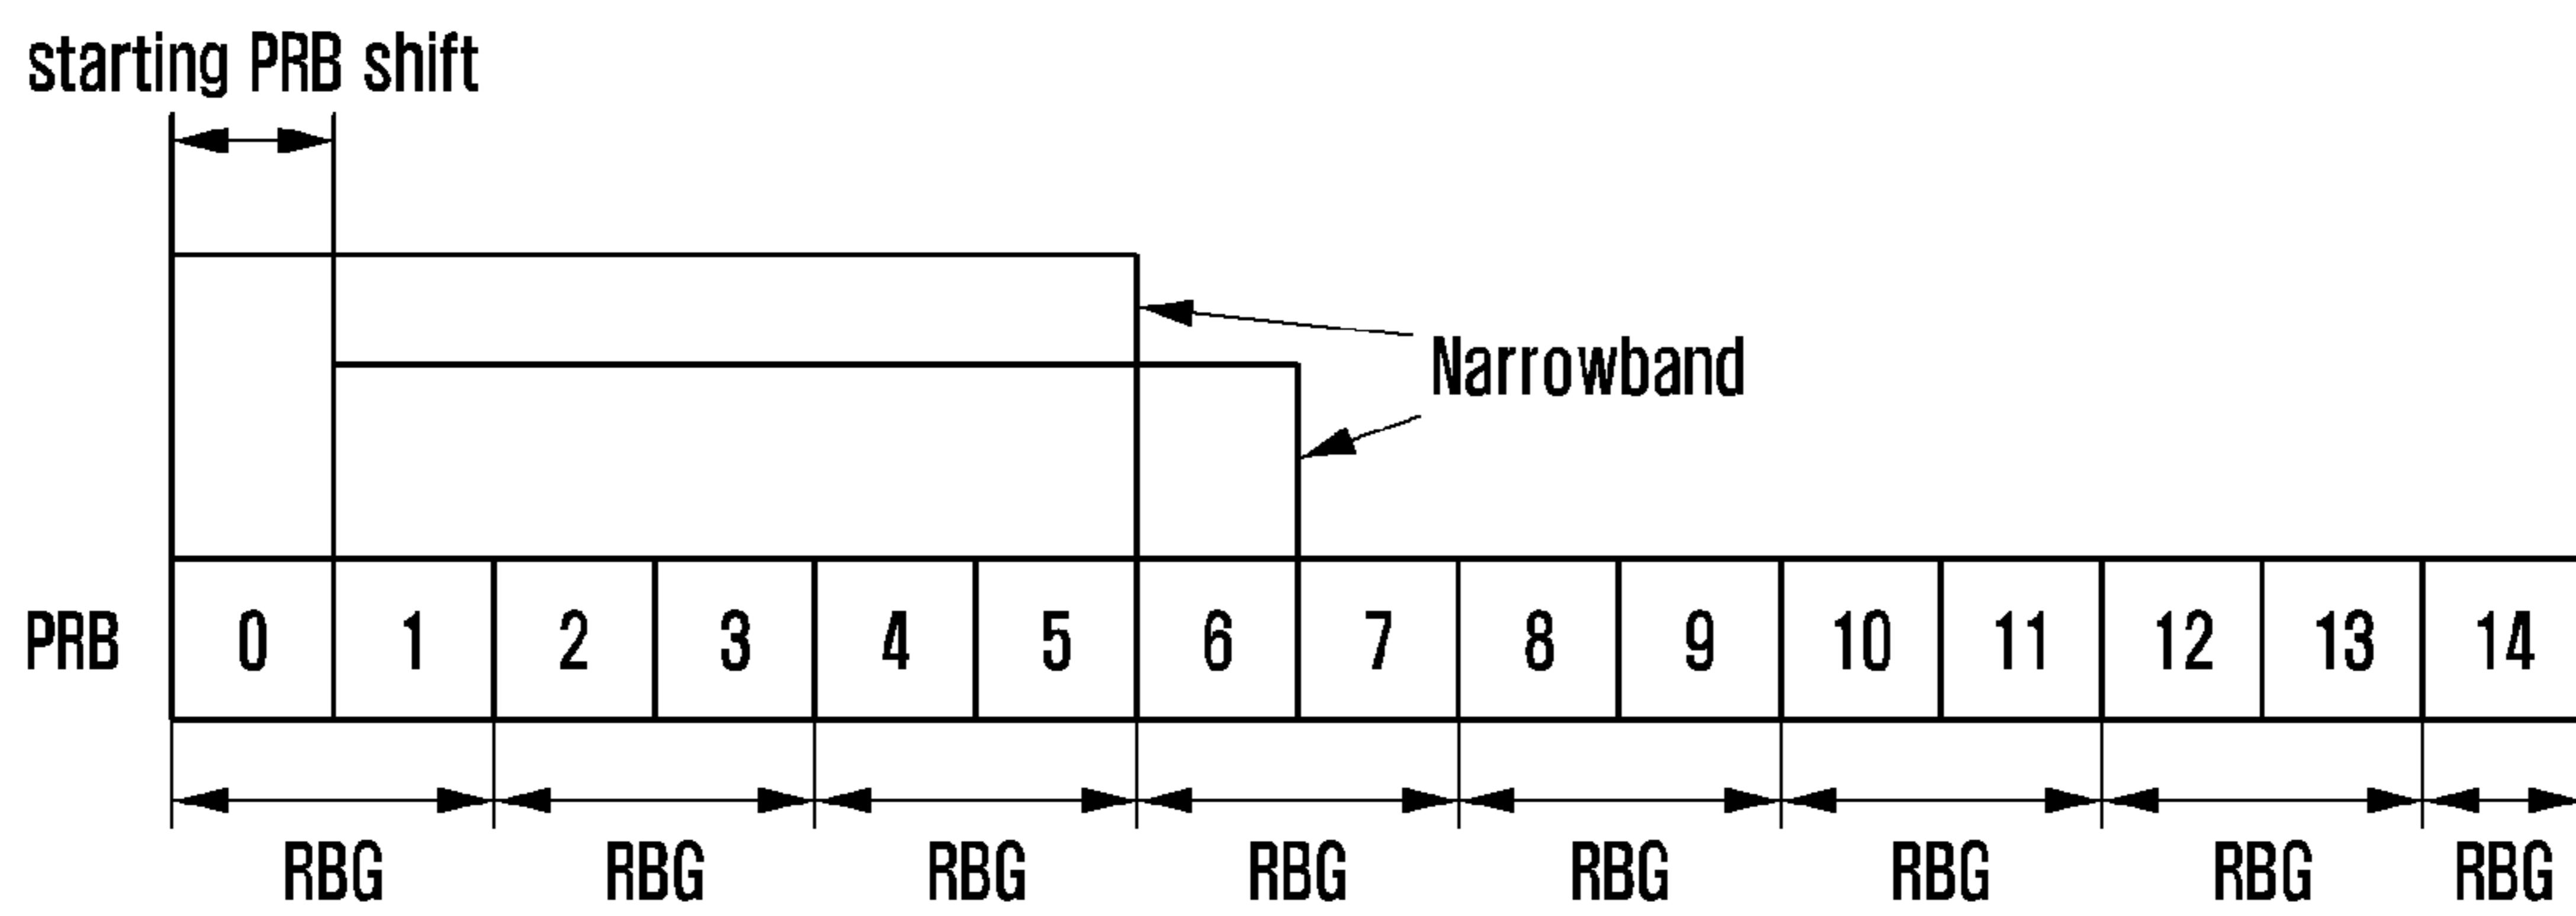 starting PRB shift
Narrowband
PRB 0 1 2 3 4 5 6 7 8 9 10 11 12 13 14
RBG RBG RBG RBG RBG RBG RBG RBG